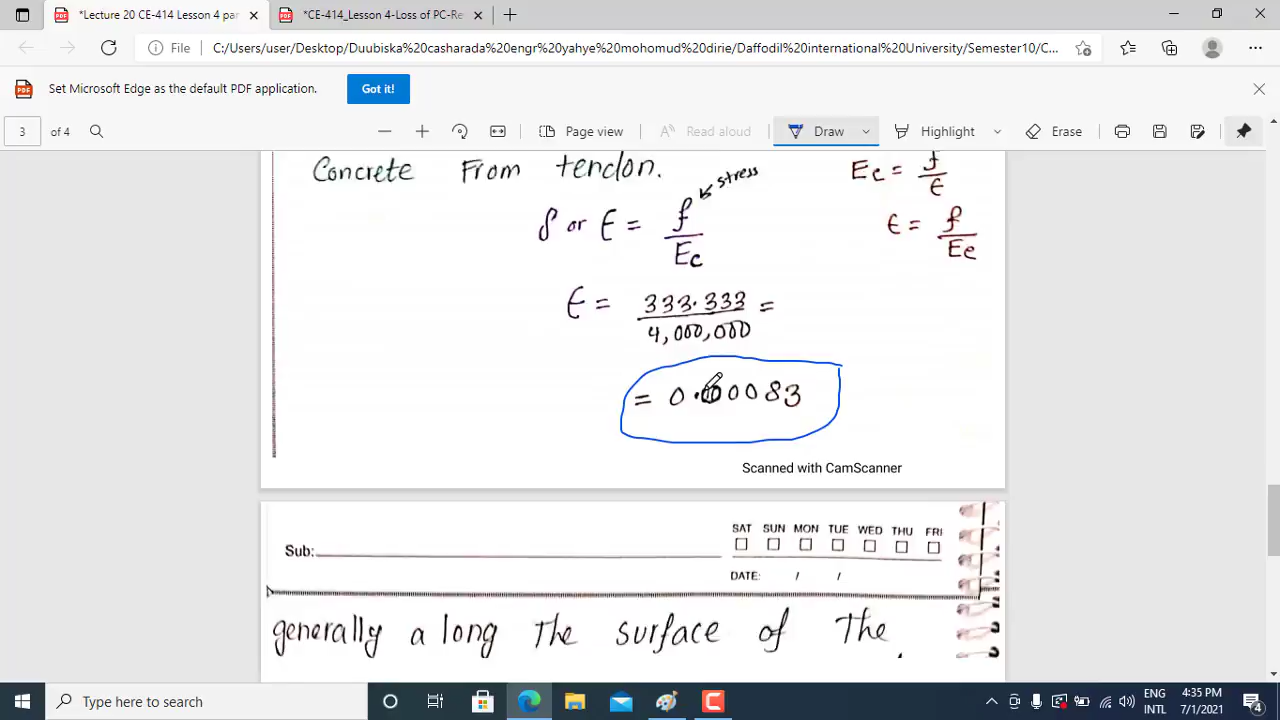 *Lecture 20 CE-414 Lesson 4 par
*CE-414_Lesson 4-Loss of PC-Re
File
C:/Users/user/Desktop/Duubiska%20casharada%20engr%20yahye%20mohomud%20dirie/Daffodil%20international%20University/Semester10/C...
Set Microsoft Edge as the default PDF application.
Got it!
3 of 4
Page view
Read aloud
Draw
Highlight
Erase
Concrete From tendon.
Ec = f/ε
δ or ε = f/Ec
stress
ε = f/Ec
ε = 333.333/4,000,000 =
= 0.00083
Scanned with CamScanner
SAT SUN MON TUE WED THU FRI
Sub:
DATE: / /
generally a long the surface of the
Type here to search
ENG
INTL
4:35 PM
7/1/2021
4